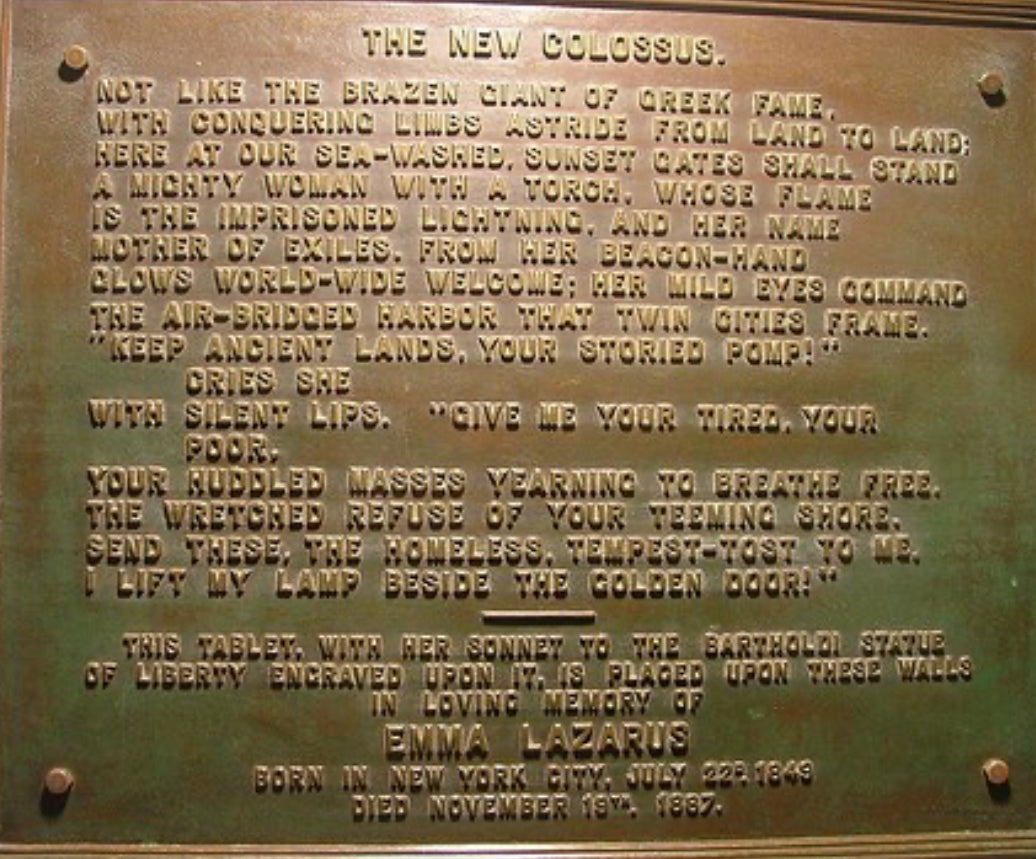 THE NEW COLOSSUS.
NOT LIKE THE BRAZEN GIANT OF GREEK FAME,
WITH CONQUERING LIMBS ASTRIDE FROM LAND TO LAND;
HERE AT OUR SEA-WASHED, SUNSET GATES SHALL STAND
A MIGHTY WOMAN WITH A TORCH, WHOSE FLAME
IS THE IMPRISONED LIGHTNING, AND HER NAME
MOTHER OF EXILES. FROM HER BEACON-HAND
GLOWS WORLD-WIDE WELCOME; HER MILD EYES COMMAND
THE AIR-BRIDGED HARBOR THAT TWIN CITIES FRAME.
"KEEP ANCIENT LANDS, YOUR STORIED POMP!"
CRIES SHE
WITH SILENT LIPS. "GIVE ME YOUR TIRED, YOUR
POOR,
YOUR HUDDLED MASSES YEARNING TO BREATHE FREE,
THE WRETCHED REFUSE OF YOUR TEEMING SHORE,
SEND THESE, THE HOMELESS, TEMPEST-TOST TO ME,
I LIFT MY LAMP BESIDE THE GOLDEN DOOR!"
THIS TABLET, WITH HER SONNET TO THE BARTHOLDI STATUE
OF LIBERTY ENGRAVED UPON IT, IS PLACED UPON THESE WALLS
IN LOVING MEMORY OF
EMMA LAZARUS
BORN IN NEW YORK CITY, JULY 22D, 1849
DIED NOVEMBER 19TH, 1887.